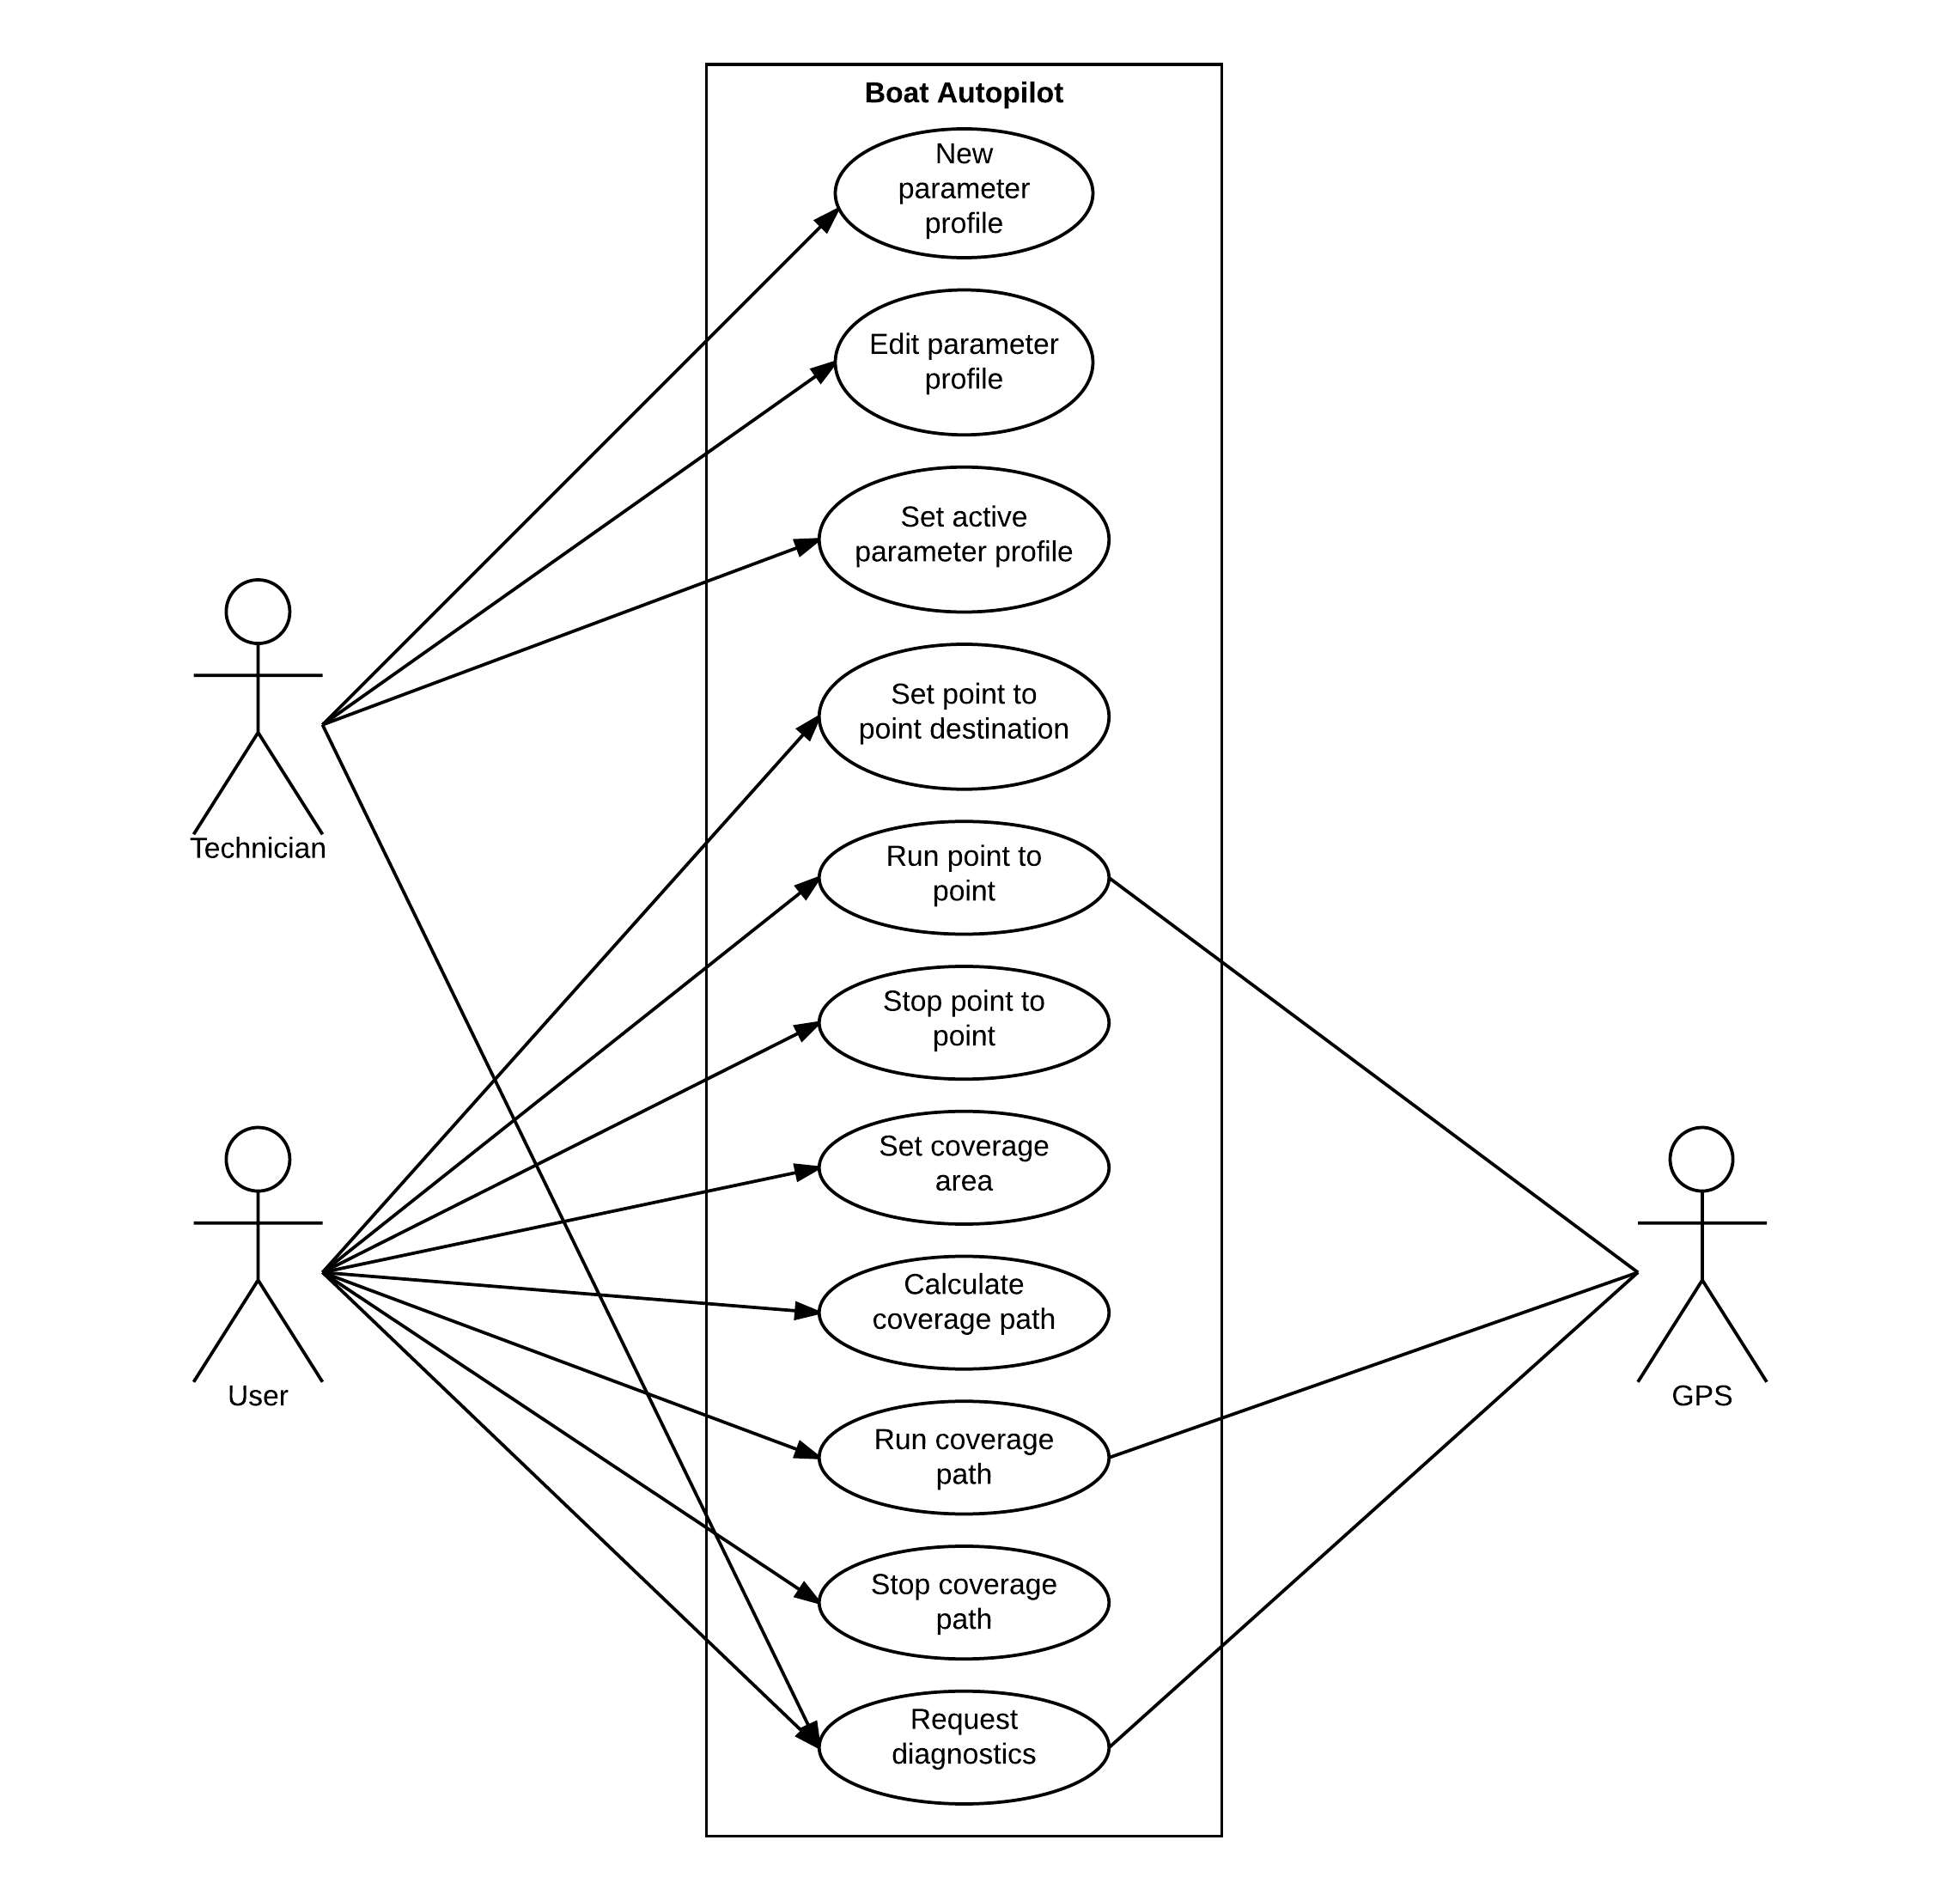 Boat Autopilot
New
parameter
profile
Edit parameter
profile
Set active
parameter profile
Set point to
point destination
Technician
Run point to
point
Stop point to
point
Set coverage
area
Calculate
coverage path
User
GPS
Run coverage
path
Stop coverage
path
Request
diagnostics